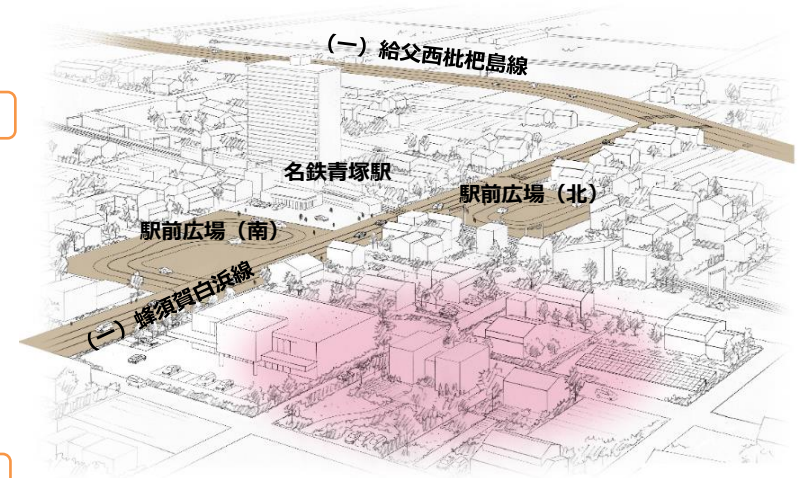 （一）給父西枇杷島線
名鉄青塚駅
駅前広場（北）
駅前広場（南）
（一）蜂須賀白浜線